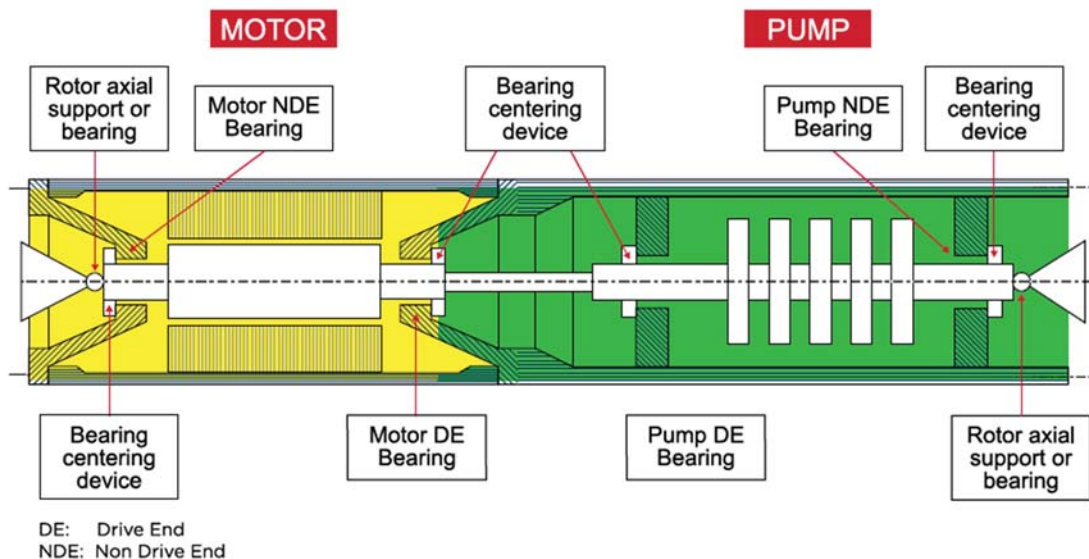 MOTOR
PUMP
Rotor axial
support or
bearing
Motor NDE
Bearing
Bearing
centering
device
Pump NDE
Bearing
Bearing
centering
device
Bearing
centering
device
Motor DE
Bearing
Pump DE
Bearing
Rotor axial
support or
bearing
DE: Drive End
NDE: Non Drive End